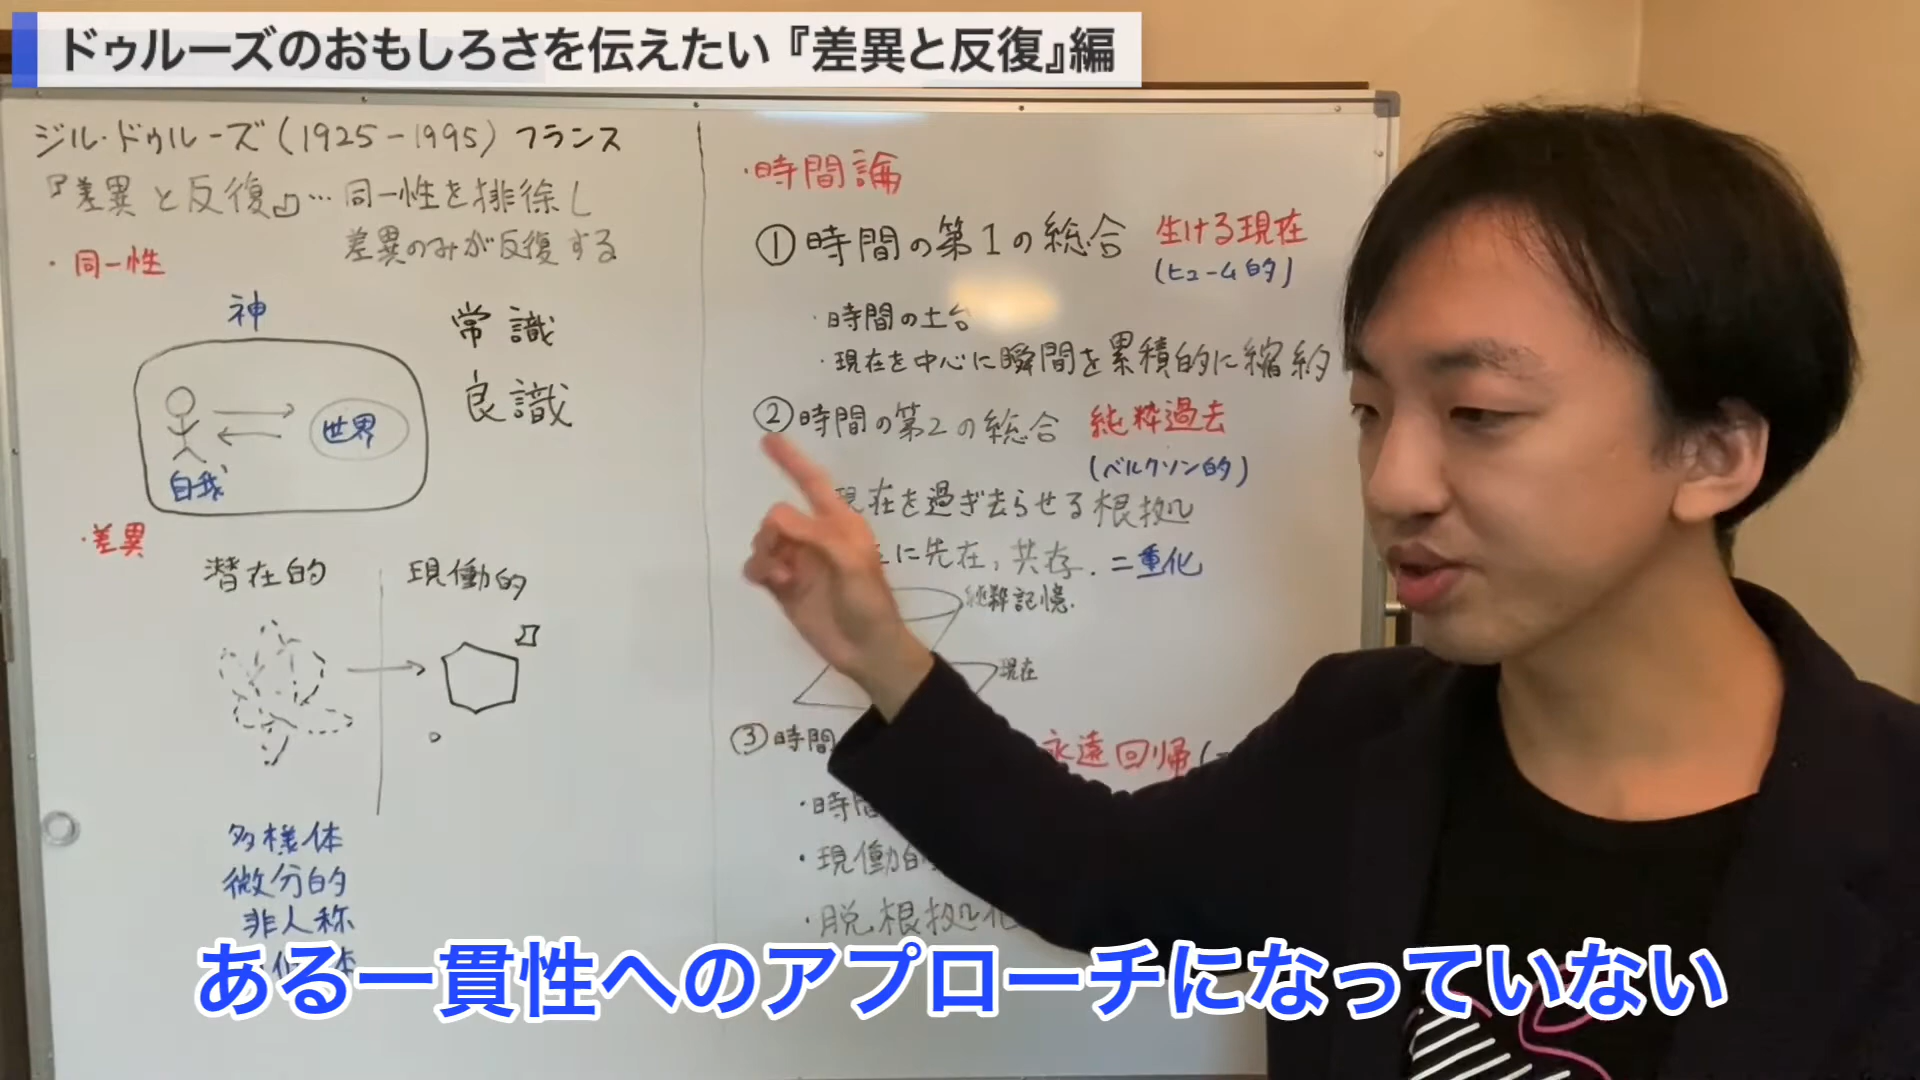 ドゥルーズのおもしろさを伝えたい『差異と反復』編
ジル・ドゥルーズ(1925-1995)フランス
『差異と反復』…同一性を排除し
差異のみが反復する
・同一性
神
常識
良識
世界
自我
・差異
潜在的
現働的
多様体
微分的
非人称
・時間論
①時間の第1の総合 生ける現在
(ヒューム的)
・時間の土台
・現在を中心に瞬間を累積的に縮約
②時間の第2の総合 純粋過去
(ベルクソン的)
現在を過ぎ去らせる根拠
に先在,共存.二重化
純粋記憶.
現在
③時間
永遠回帰(
・時間
・現働的
・脱根拠化
ある一貫性へのアプローチになっていない